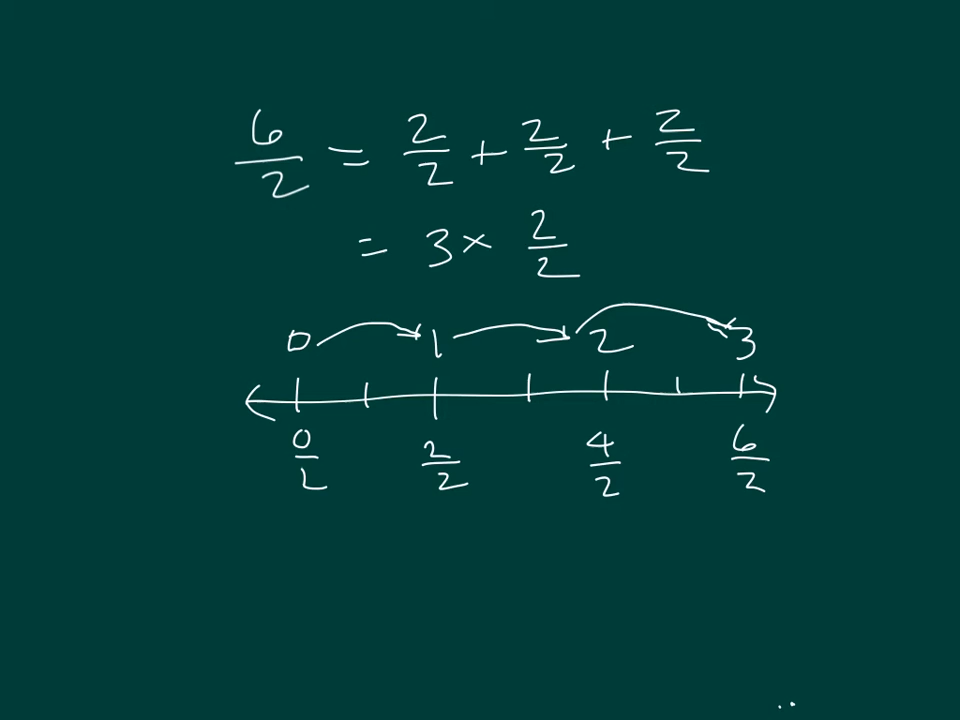 6/2 = 2/2 + 2/2 + 2/2
= 3 × 2/2
0 1 2 3
0/2 2/2 4/2 6/2